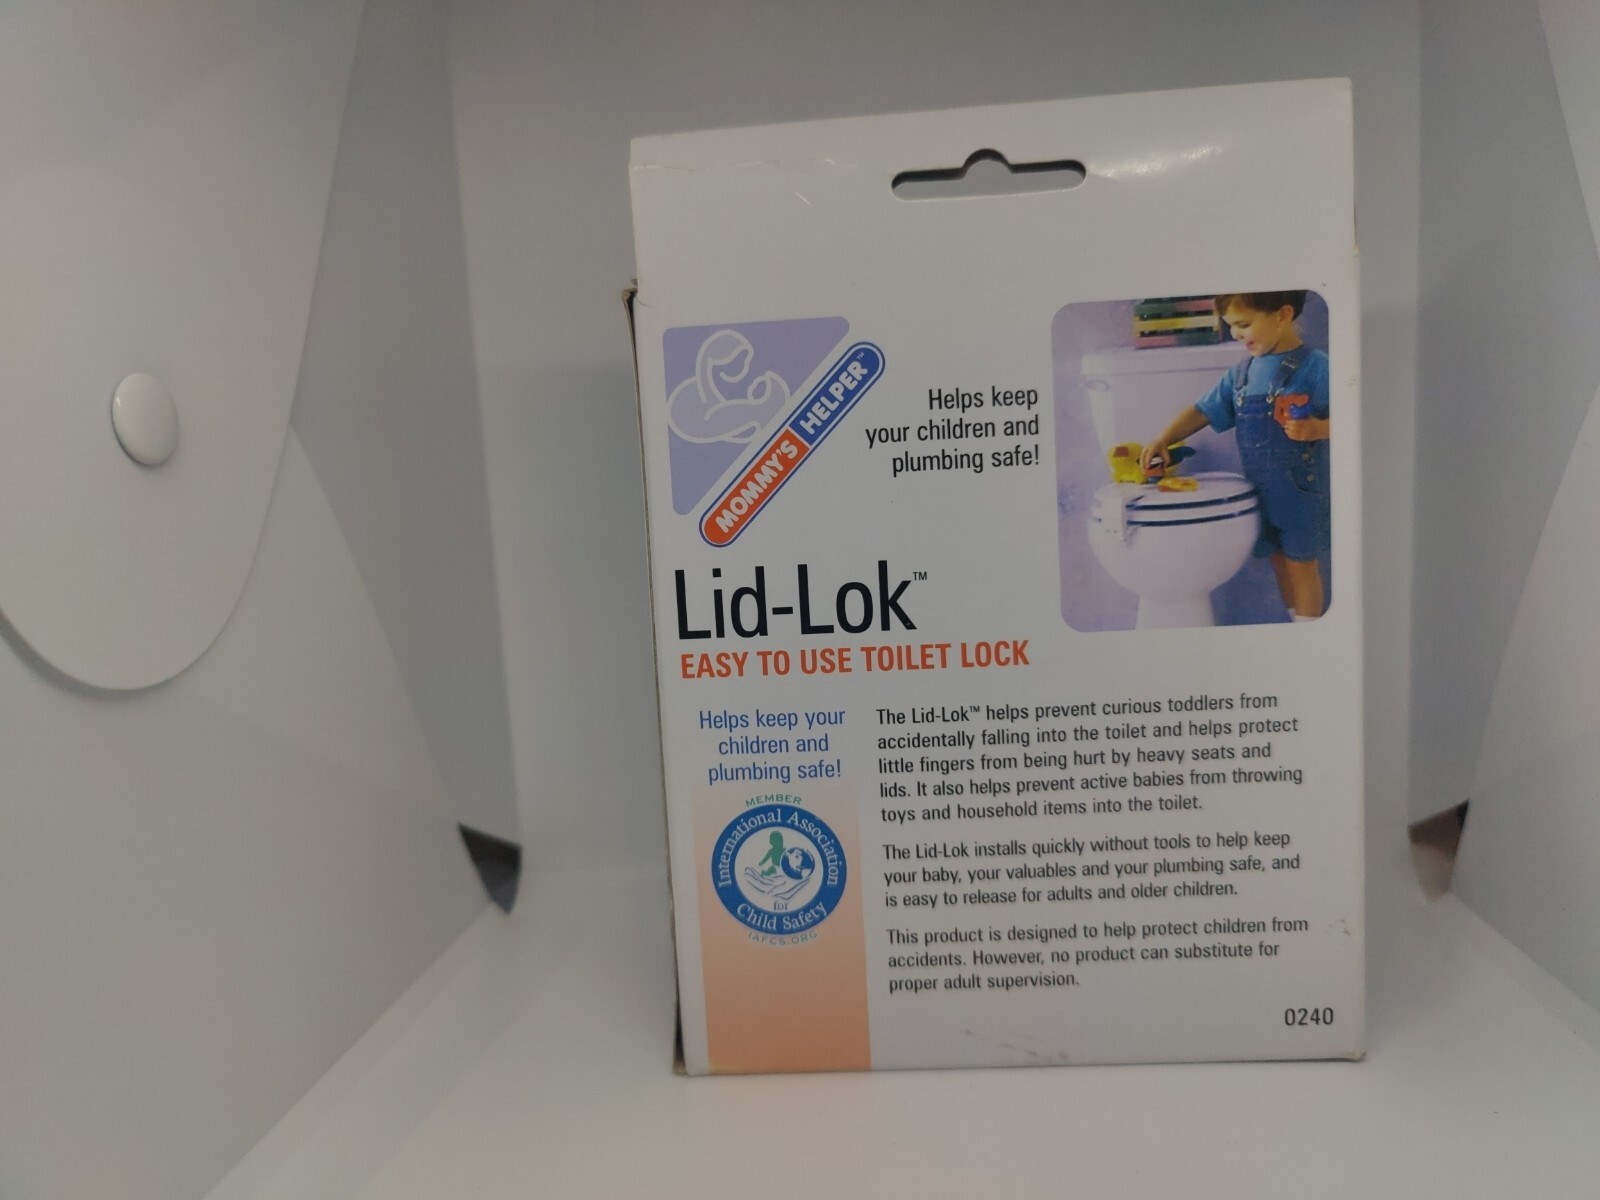 MOMMY'S HELPER™
Helps keep
your children and
plumbing safe!
Lid-Lok™
EASY TO USE TOILET LOCK
Helps keep your
children and
plumbing safe!
MEMBER
International Association
for
Child Safety
IAFCS.ORG
The Lid-Lok™ helps prevent curious toddlers from
accidentally falling into the toilet and helps protect
little fingers from being hurt by heavy seats and
lids. It also helps prevent active babies from throwing
toys and household items into the toilet.
The Lid-Lok installs quickly without tools to help keep
your baby, your valuables and your plumbing safe, and
is easy to release for adults and older children.
This product is designed to help protect children from
accidents. However, no product can substitute for
proper adult supervision.
0240